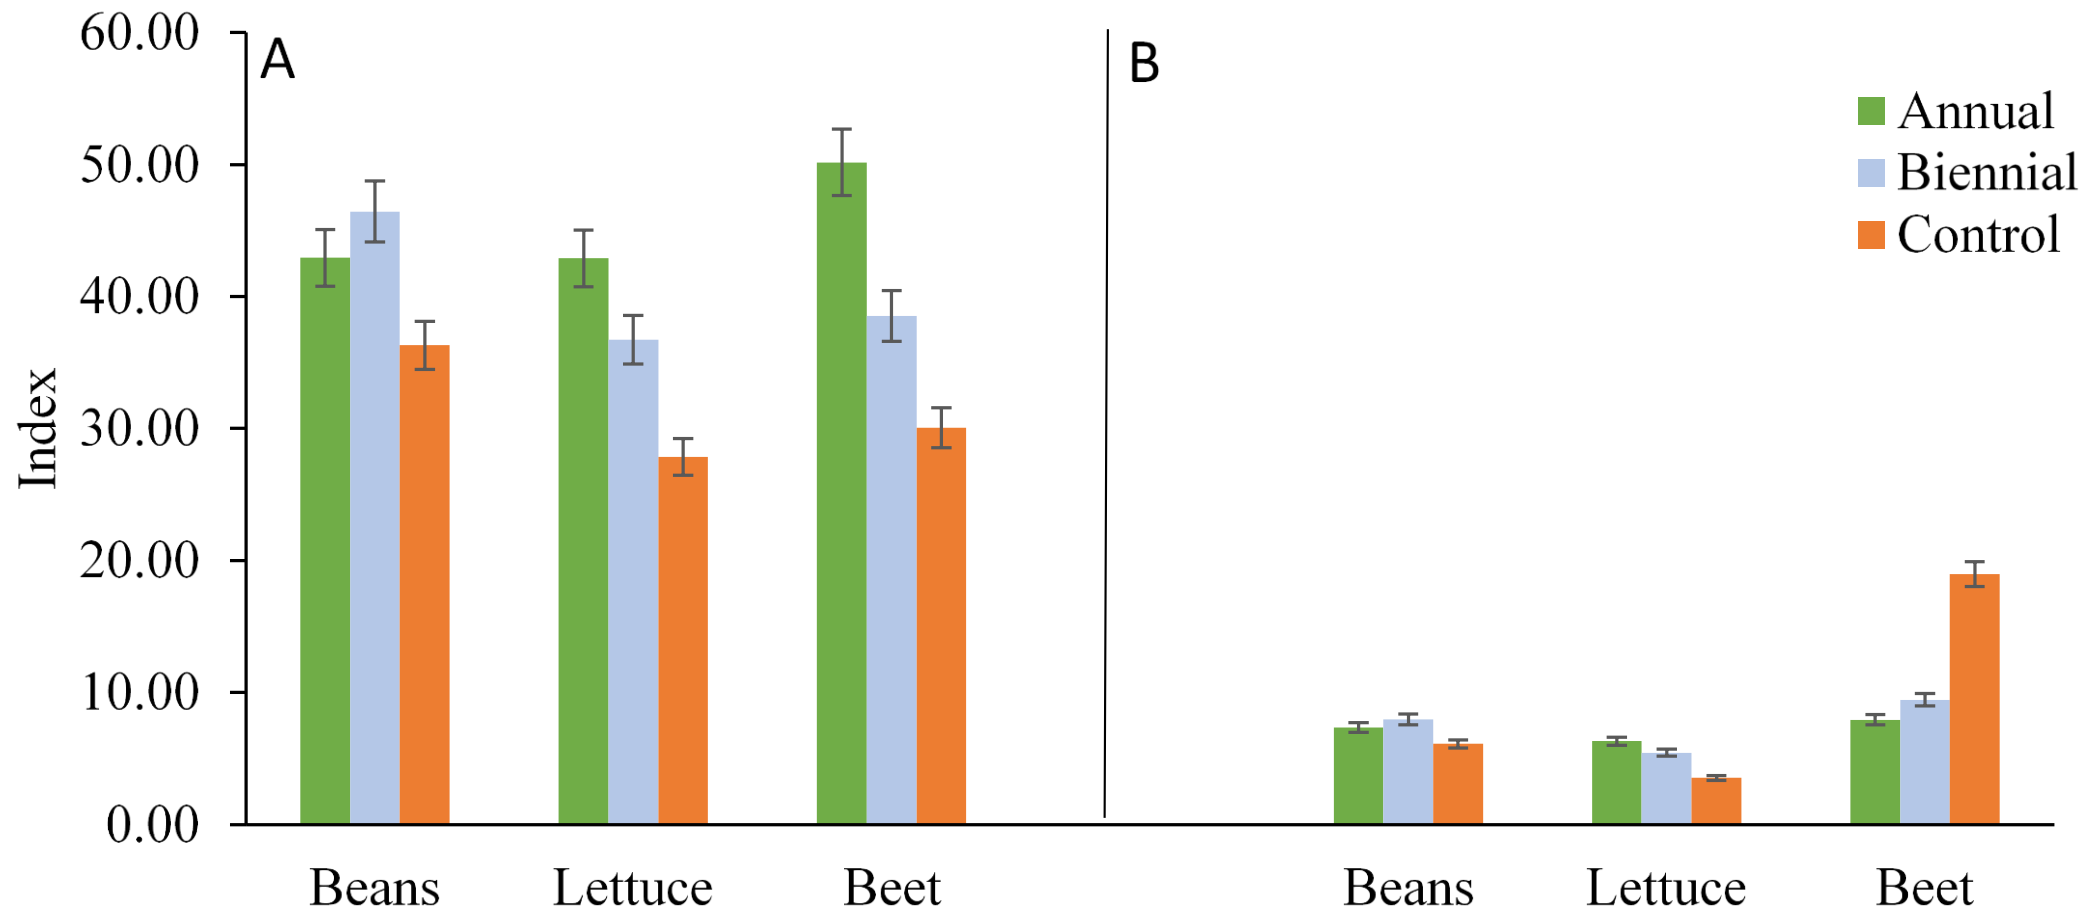 60.00
50.00
40.00
30.00
20.00
10.00
0.00
Index
A
B
Annual
Biennial
Control
Beans
Lettuce
Beet
Beans
Lettuce
Beet